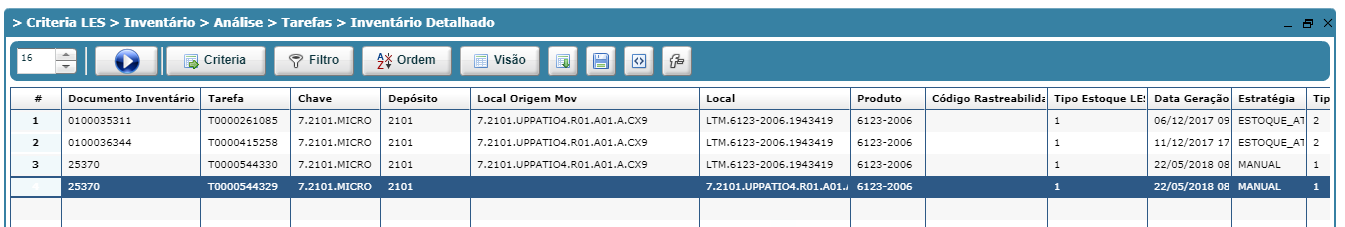 > Criteria LES > Inventário > Análise > Tarefas > Inventário Detalhado
16 Criteria Filtro Ordem Visão
# Documento Inventário Tarefa Chave Depósito Local Origem Mov Local Produto Código Rastreabilida Tipo Estoque LE Data Geração Estratégia Tip
1 0100035311 T0000261085 7.2101.MICRO 2101 7.2101.UPPATIO4.R01.A01.A.CX9 LTM.6123-2006.1943419 6123-2006 1 06/12/2017 09 ESTOQUE_AT 2
2 0100036344 T0000415258 7.2101.MICRO 2101 7.2101.UPPATIO4.R01.A01.A.CX9 LTM.6123-2006.1943419 6123-2006 1 11/12/2017 17 ESTOQUE_AT 2
3 25370 T0000544330 7.2101.MICRO 2101 7.2101.UPPATIO4.R01.A01.A.CX9 LTM.6123-2006.1943419 6123-2006 1 22/05/2018 08 MANUAL 1
4 25370 T0000544329 7.2101.MICRO 2101 7.2101.UPPATIO4.R01.A01. 6123-2006 1 22/05/2018 08 MANUAL 1